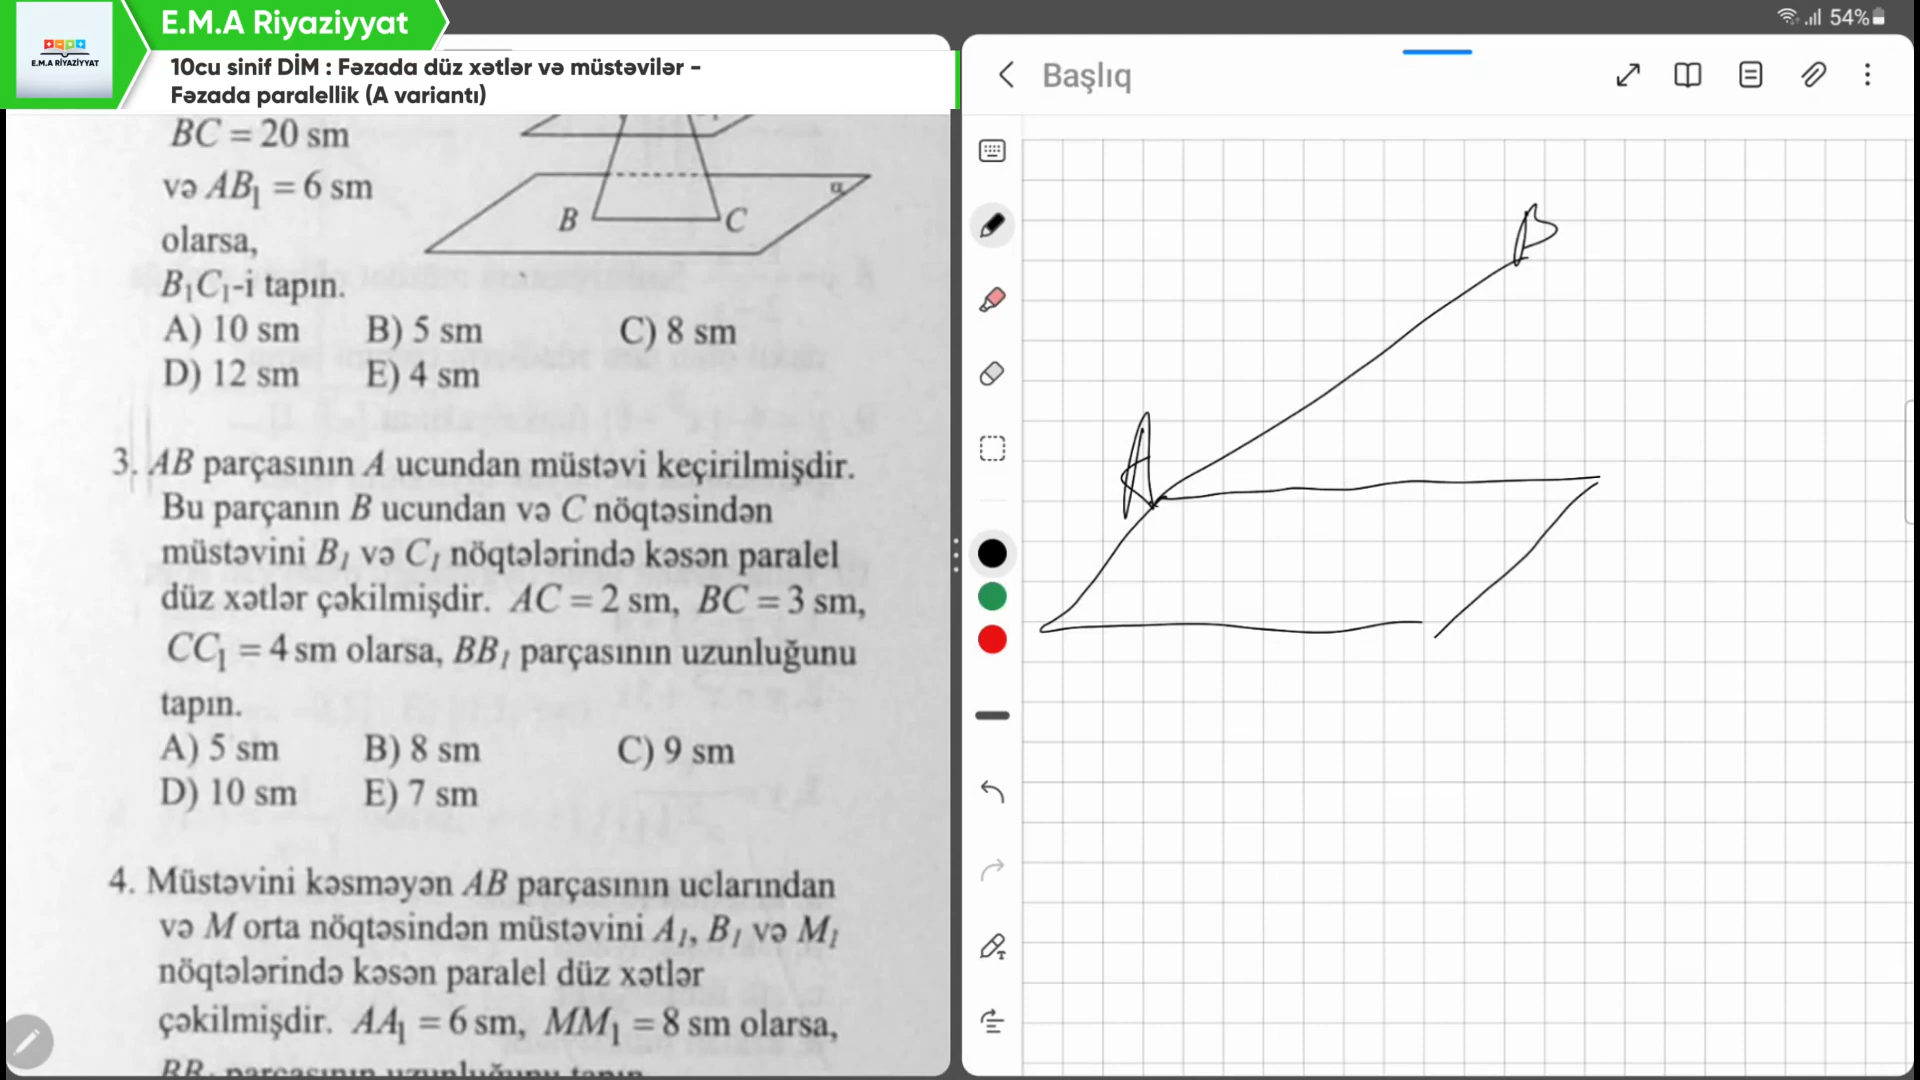 E.M.A Riyaziyyat
E.M.A RİYAZİYYAT
10cu sinif DİM : Fəzada düz xətlər və müstəvilər -
Fəzada paralellik (A variantı)
54%
Başlıq
BC = 20 sm
və AB₁ = 6 sm
olarsa,
B₁C₁-i tapın.
A) 10 sm B) 5 sm C) 8 sm
D) 12 sm E) 4 sm
B C α
3. AB parçasının A ucundan müstəvi keçirilmişdir.
Bu parçanın B ucundan və C nöqtəsindən
müstəvini B₁ və C₁ nöqtələrində kəsən paralel
düz xətlər çəkilmişdir. AC = 2 sm, BC = 3 sm,
CC₁ = 4 sm olarsa, BB₁ parçasının uzunluğunu
tapın.
A) 5 sm B) 8 sm C) 9 sm
D) 10 sm E) 7 sm
4. Müstəvini kəsməyən AB parçasının uclarından
və M orta nöqtəsindən müstəvini A₁, B₁ və M₁
nöqtələrində kəsən paralel düz xətlər
çəkilmişdir. AA₁ = 6 sm, MM₁ = 8 sm olarsa,
BB₁ parçasının uzunluğunu tapın.
A
B